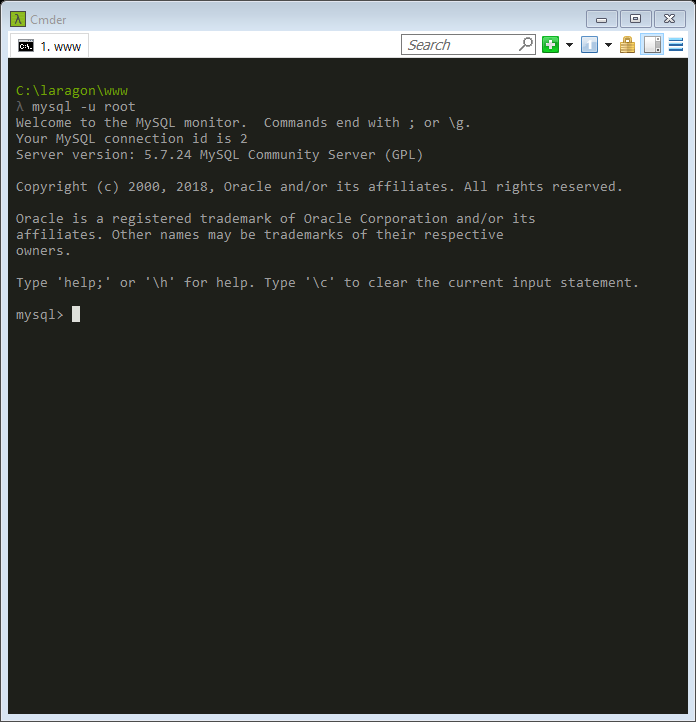 Cmder
1. www
Search
C:\laragon\www
λ mysql -u root
Welcome to the MySQL monitor.  Commands end with ; or \g.
Your MySQL connection id is 2
Server version: 5.7.24 MySQL Community Server (GPL)
Copyright (c) 2000, 2018, Oracle and/or its affiliates. All rights reserved.
Oracle is a registered trademark of Oracle Corporation and/or its
affiliates. Other names may be trademarks of their respective
owners.
Type 'help;' or '\h' for help. Type '\c' to clear the current input statement.
mysql>